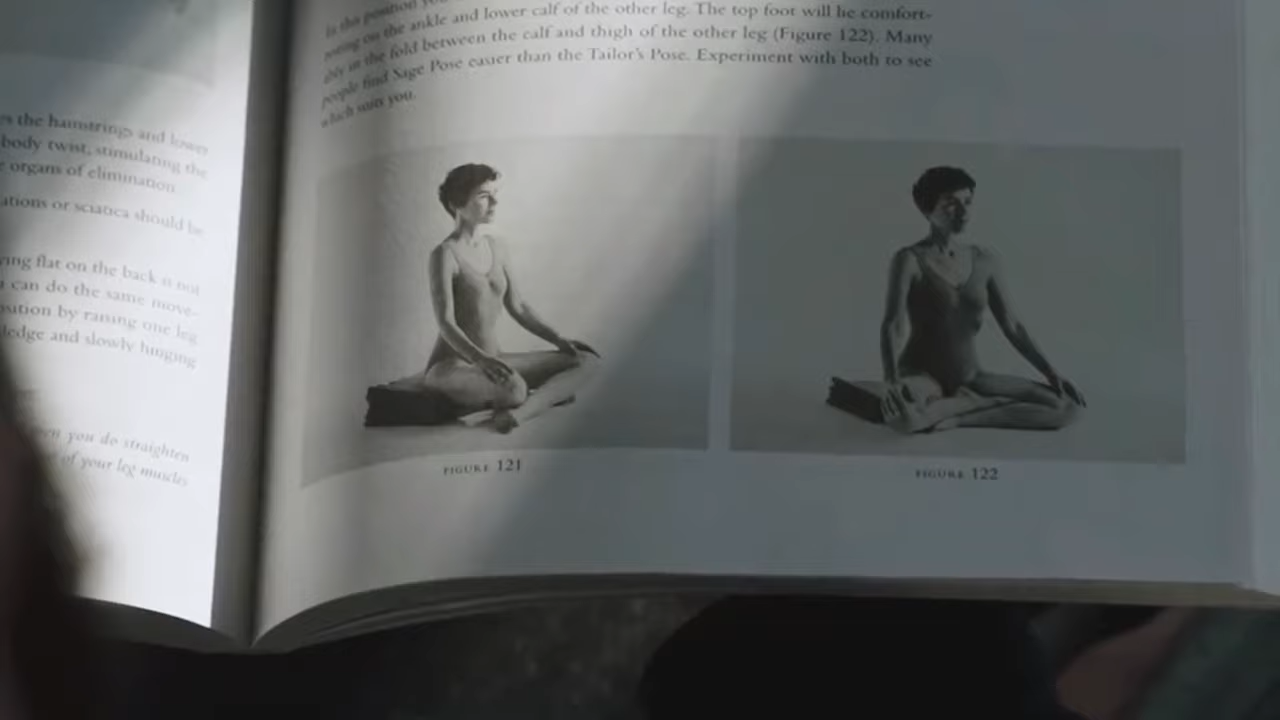 s the hamstrings and lower
body twist, stimulating the
organs of elimination
ations or sciatica should be
ing flat on the back is not
can do the same move-
sition by raising one leg
ledge and slowly hinging
en you do straighten
of your leg muscles
In this position you
resting on the ankle and lower calf of the other leg. The top foot will be comfort-
ably in the fold between the calf and thigh of the other leg (Figure 122). Many
people find Sage Pose easier than the Tailor's Pose. Experiment with both to see
which suits you.
FIGURE 121
FIGURE 122